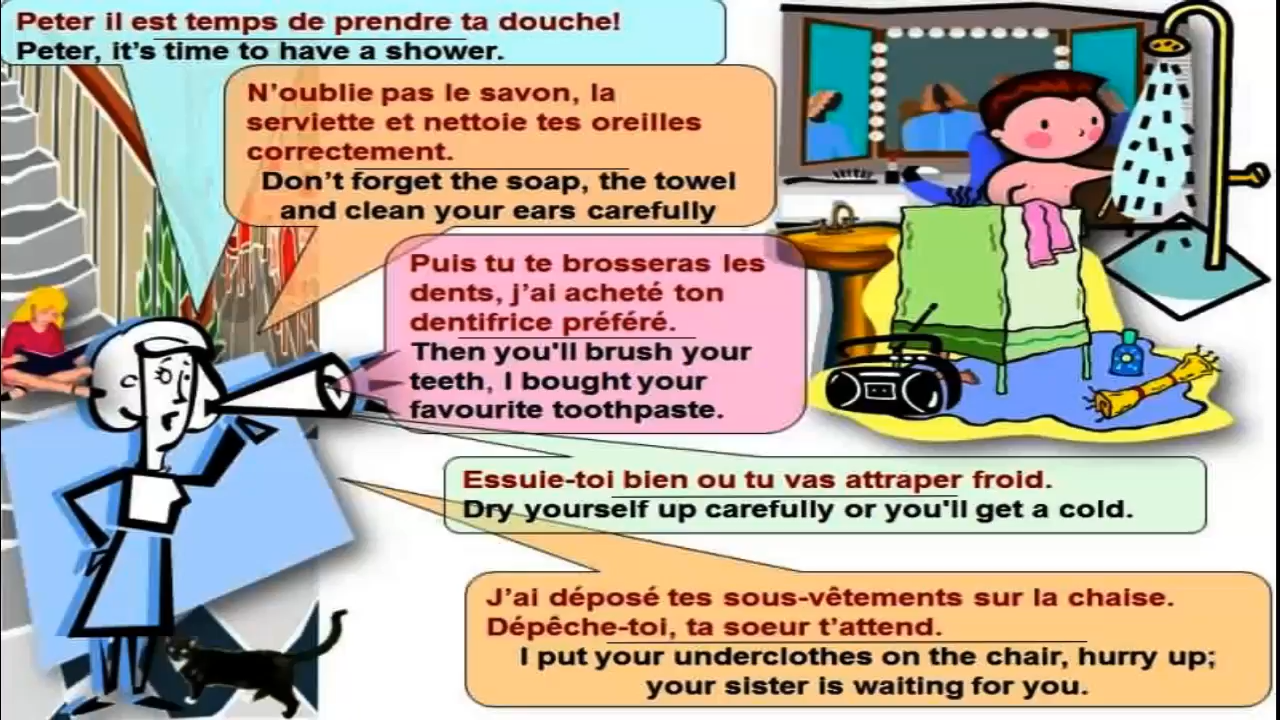 Peter il est temps de prendre ta douche!
Peter, it's time to have a shower.
N'oublie pas le savon, la
serviette et nettoie tes oreilles
correctement.
Don't forget the soap, the towel
and clean your ears carefully
Puis tu te brosseras les
dents, j'ai acheté ton
dentifrice préféré.
Then you'll brush your
teeth, I bought your
favourite toothpaste.
Essuie-toi bien ou tu vas attraper froid.
Dry yourself up carefully or you'll get a cold.
J'ai déposé tes sous-vêtements sur la chaise.
Dépêche-toi, ta soeur t'attend.
I put your underclothes on the chair, hurry up;
your sister is waiting for you.